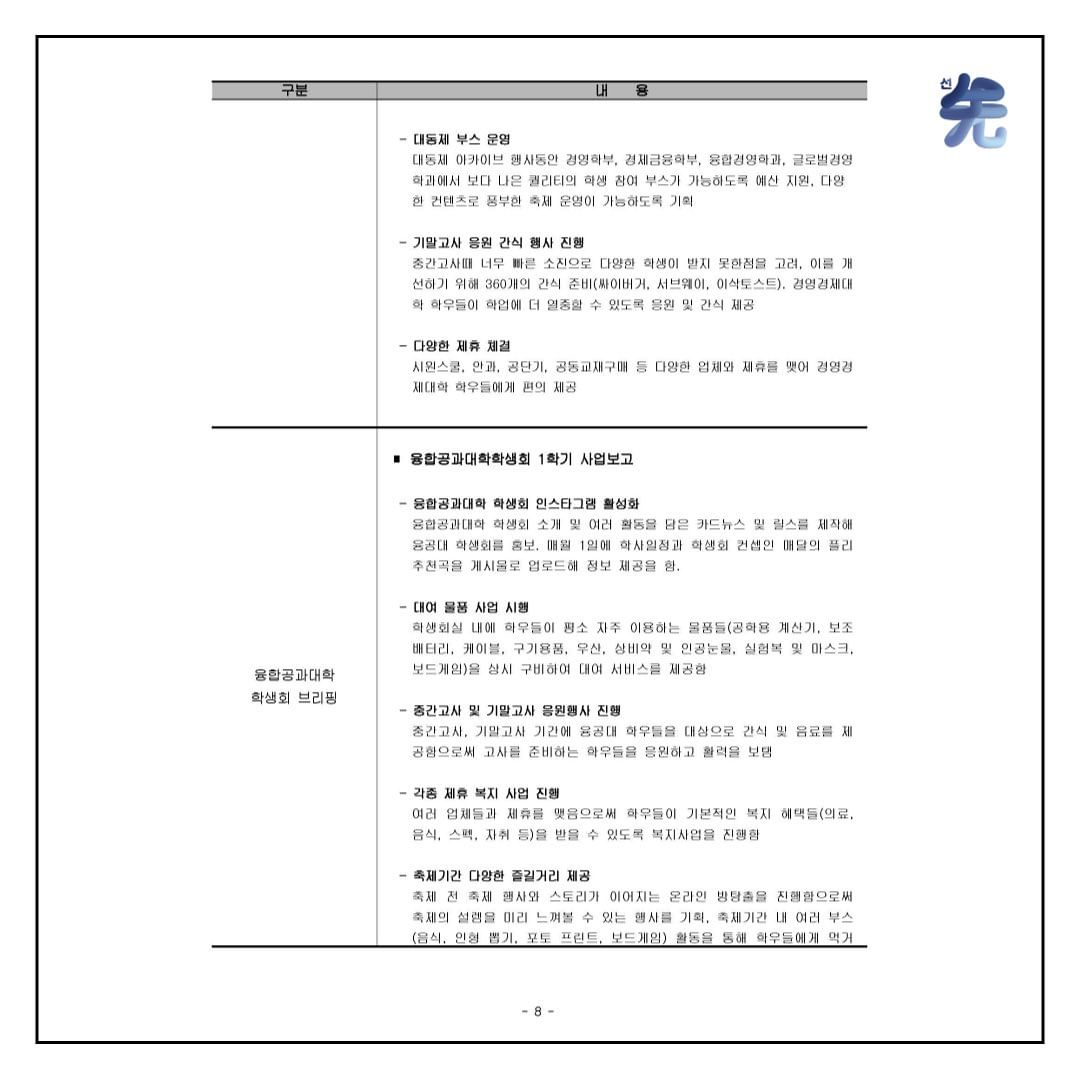 선
先
구분 내 용
- 대동제 부스 운영
대동제 아카이브 행사동안 경영학부, 경제금융학부, 융합경영학과, 글로벌경영
학과에서 보다 나은 퀄리티의 학생 참여 부스가 가능하도록 예산 지원, 다양
한 컨텐츠로 풍부한 축제 운영이 가능하도록 기획
- 기말고사 응원 간식 행사 진행
중간고사때 너무 빠른 소진으로 다양한 학생이 받지 못한점을 고려, 이를 개
선하기 위해 360개의 간식 준비(싸이버거, 서브웨이, 이삭토스트). 경영경제대
학 학우들이 학업에 더 열중할 수 있도록 응원 및 간식 제공
- 다양한 제휴 체결
시원스쿨, 안과, 공단기, 공동교재구매 등 다양한 업체와 제휴를 맺어 경영경
제대학 학우들에게 편의 제공
융합공과대학
학생회 브리핑
■ 융합공과대학학생회 1학기 사업보고
- 융합공과대학 학생회 인스타그램 활성화
융합공과대학 학생회 소개 및 여러 활동을 담은 카드뉴스 및 릴스를 제작해
융공대 학생회를 홍보. 매월 1일에 학사일정과 학생회 컨셉인 매달의 플리
추천곡을 게시물로 업로드해 정보 제공을 함.
- 대여 물품 사업 시행
학생회실 내에 학우들이 평소 자주 이용하는 물품들(공학용 계산기, 보조
배터리, 케이블, 구기용품, 우산, 상비약 및 인공눈물, 실험복 및 마스크,
보드게임)을 상시 구비하여 대여 서비스를 제공함
- 중간고사 및 기말고사 응원행사 진행
중간고사, 기말고사 기간에 융공대 학우들을 대상으로 간식 및 음료를 제
공함으로써 고사를 준비하는 학우들을 응원하고 활력을 보탬
- 각종 제휴 복지 사업 진행
여러 업체들과 제휴를 맺음으로써 학우들이 기본적인 복지 혜택들(의료,
음식, 스펙, 자취 등)을 받을 수 있도록 복지사업을 진행함
- 축제기간 다양한 즐길거리 제공
축제 전 축제 행사와 스토리가 이어지는 온라인 방탈출을 진행함으로써
축제의 설렘을 미리 느껴볼 수 있는 행사를 기획, 축제기간 내 여러 부스
(음식, 인형 뽑기, 포토 프린트, 보드게임) 활동을 통해 학우들에게 먹거
- 8 -